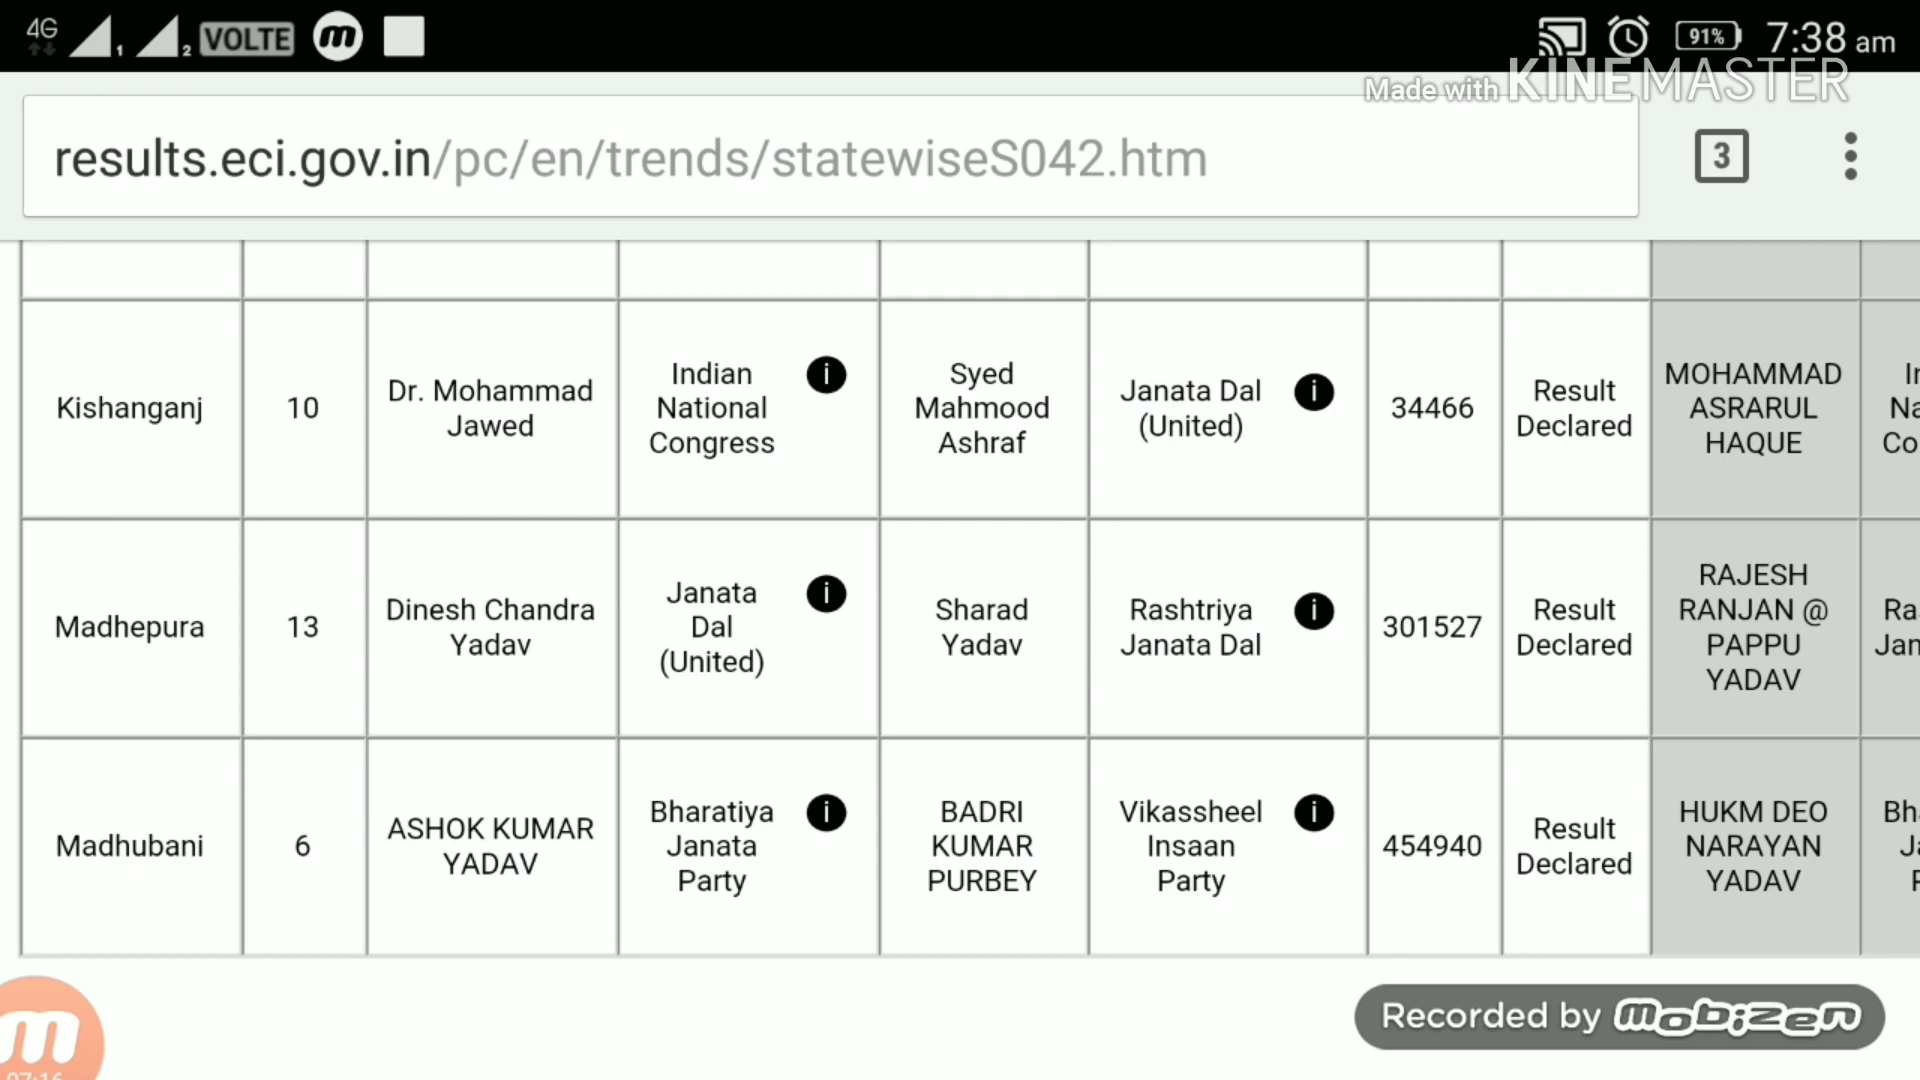 4G 1 2 VOLTE m 91% 7:38 am
Made with KINEMASTER
results.eci.gov.in/pc/en/trends/statewiseS042.htm 3
Kishanganj
10
Dr. Mohammad
Jawed
Indian
National
Congress
i
Syed
Mahmood
Ashraf
Janata Dal
(United)
i
34466
Result
Declared
MOHAMMAD
ASRARUL
HAQUE
Madhepura
13
Dinesh Chandra
Yadav
Janata
Dal
(United)
i
Sharad
Yadav
Rashtriya
Janata Dal
i
301527
Result
Declared
RAJESH
RANJAN @
PAPPU
YADAV
Madhubani
6
ASHOK KUMAR
YADAV
Bharatiya
Janata
Party
i
BADRI
KUMAR
PURBEY
Vikassheel
Insaan
Party
i
454940
Result
Declared
HUKM DEO
NARAYAN
YADAV
m
07:16
Recorded by mobizen